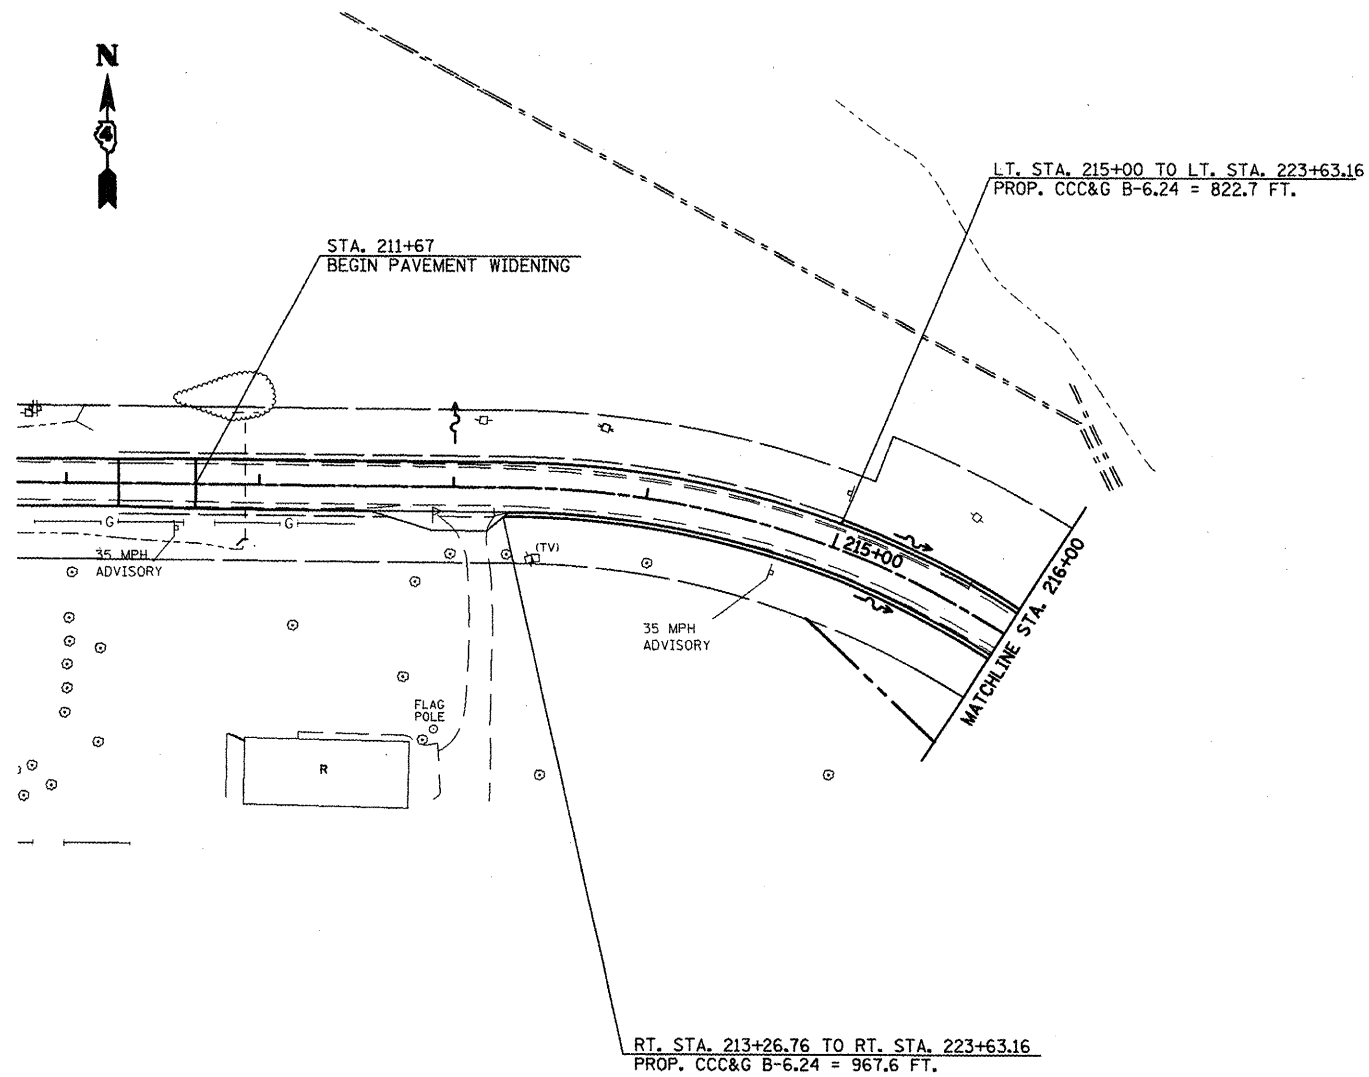 N
4
LT. STA. 215+00 TO LT. STA. 223+63.16
PROP. CCC&G B-6.24 = 822.7 FT.
STA. 211+67
BEGIN PAVEMENT WIDENING
G
G
35 MPH
ADVISORY
(TV)
215+00
35 MPH
ADVISORY
MATCHLINE STA. 216+00
FLAG
POLE
R
RT. STA. 213+26.76 TO RT. STA. 223+63.16
PROP. CCC&G B-6.24 = 967.6 FT.